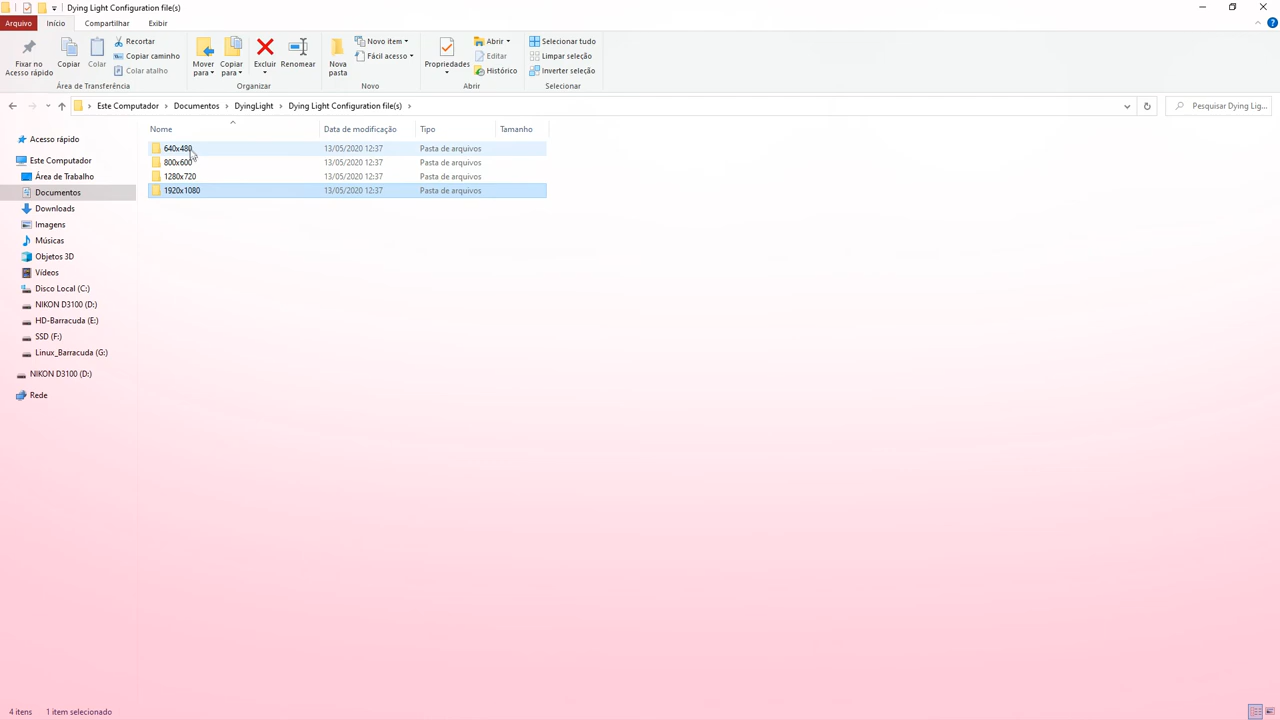 Dying Light Configuration file(s)
Arquivo Início Compartilhar Exibir
Fixar no Acesso rápido
Copiar
Colar
Recortar
Copiar caminho
Colar atalho
Área de Transferência
Mover para
Copiar para
Excluir
Renomear
Organizar
Nova pasta
Novo item
Fácil acesso
Novo
Propriedades
Abrir
Editar
Histórico
Abrir
Selecionar tudo
Limpar seleção
Inverter seleção
Selecionar
Este Computador > Documentos > DyingLight > Dying Light Configuration file(s) >
Pesquisar Dying Lig...
Nome Data de modificação Tipo Tamanho
640x480 13/05/2020 12:37 Pasta de arquivos
800x600 13/05/2020 12:37 Pasta de arquivos
1280x720 13/05/2020 12:37 Pasta de arquivos
1920x1080 13/05/2020 12:37 Pasta de arquivos
Acesso rápido
Este Computador
Área de Trabalho
Documentos
Downloads
Imagens
Músicas
Objetos 3D
Vídeos
Disco Local (C:)
NIKON D3100 (D:)
HD-Barracuda (E:)
SSD (F:)
Linux_Barracuda (G:)
NIKON D3100 (D:)
Rede
4 itens 1 item selecionado